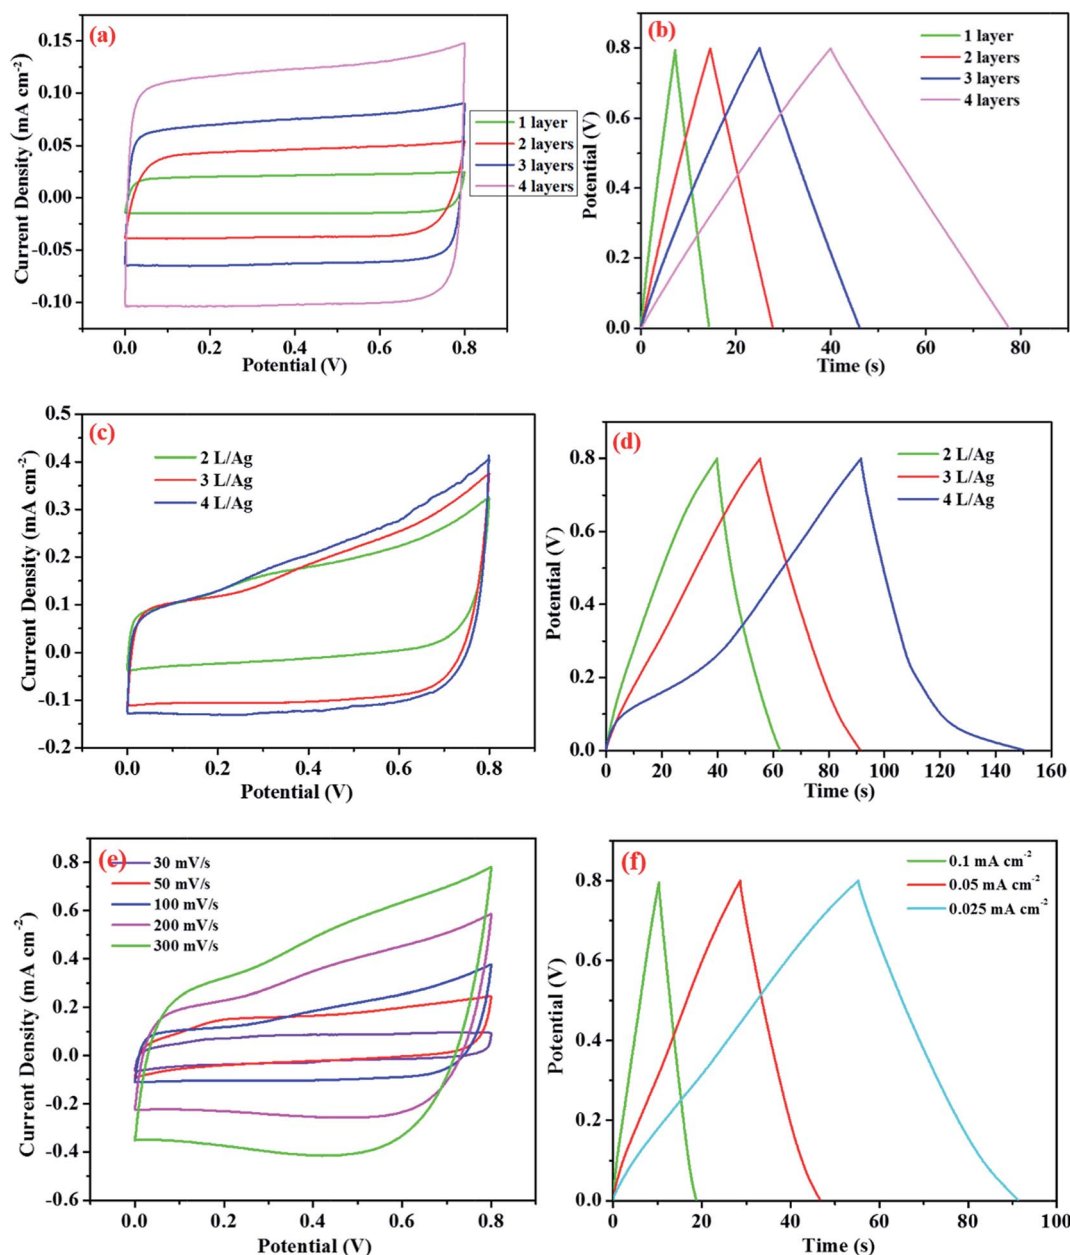 (a)
Current Density (mA cm-2)
0.15
0.10
0.05
0.00
-0.05
-0.10
0.0 0.2 0.4 0.6 0.8
Potential (V)
1 layer
2 layers
3 layers
4 layers
(b)
Potential (V)
0.8
0.6
0.4
0.2
0.0
0 20 40 60 80
Time (s)
1 layer
2 layers
3 layers
4 layers
(c)
Current Density (mA cm-2)
0.5
0.4
0.3
0.2
0.1
0.0
-0.1
-0.2
0.0 0.2 0.4 0.6 0.8
Potential (V)
2 L/Ag
3 L/Ag
4 L/Ag
(d)
Potential (V)
0.8
0.6
0.4
0.2
0.0
0 20 40 60 80 100 120 140 160
Time (s)
2 L/Ag
3 L/Ag
4 L/Ag
(e)
Current Density (mA cm-2)
0.8
0.6
0.4
0.2
0.0
-0.2
-0.4
-0.6
0.0 0.2 0.4 0.6 0.8
Potential (V)
30 mV/s
50 mV/s
100 mV/s
200 mV/s
300 mV/s
(f)
Potential (V)
0.8
0.6
0.4
0.2
0.0
0 20 40 60 80 100
Time (s)
0.1 mA cm-2
0.05 mA cm-2
0.025 mA cm-2